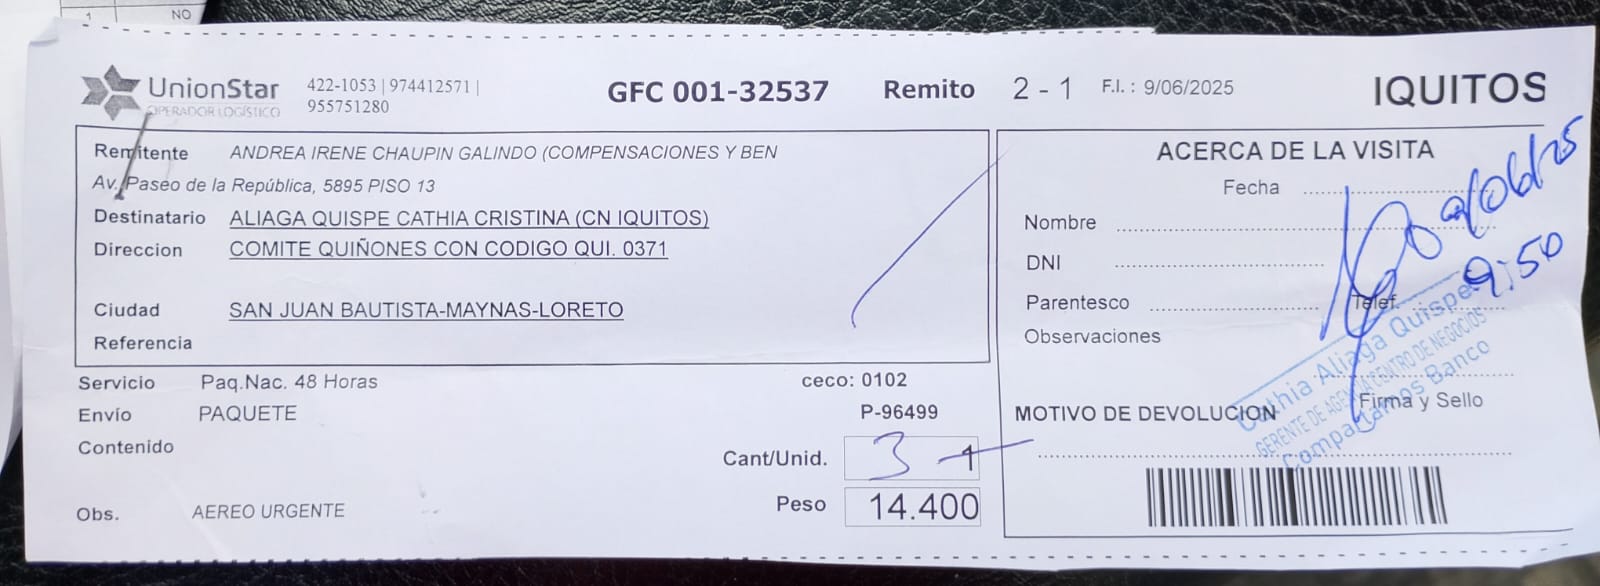 1 NO
UnionStar
OPERADOR LOGÍSTICO
422-1053 | 974412571 |
955751280
GFC 001-32537 Remito 2 - 1 F.I. : 9/06/2025 IQUITOS
Remitente ANDREA IRENE CHAUPIN GALINDO (COMPENSACIONES Y BEN
Av. Paseo de la República, 5895 PISO 13
Destinatario ALIAGA QUISPE CATHIA CRISTINA (CN IQUITOS)
Direccion COMITE QUIÑONES CON CODIGO QUI. 0371
Ciudad SAN JUAN BAUTISTA-MAYNAS-LORETO
Referencia
Servicio Paq.Nac. 48 Horas ceco: 0102
Envío PAQUETE P-96499
Contenido
Cant/Unid. 3 1
Peso 14.400
Obs. AEREO URGENTE
ACERCA DE LA VISITA
Fecha
Nombre
DNI
Parentesco Telef.
9:50
Observaciones
Cathia Aliaga Quispe
GERENTE DE AGENCIA CENTRO DE NEGOCIOS
Compartamos Banco
Firma y Sello
MOTIVO DE DEVOLUCION